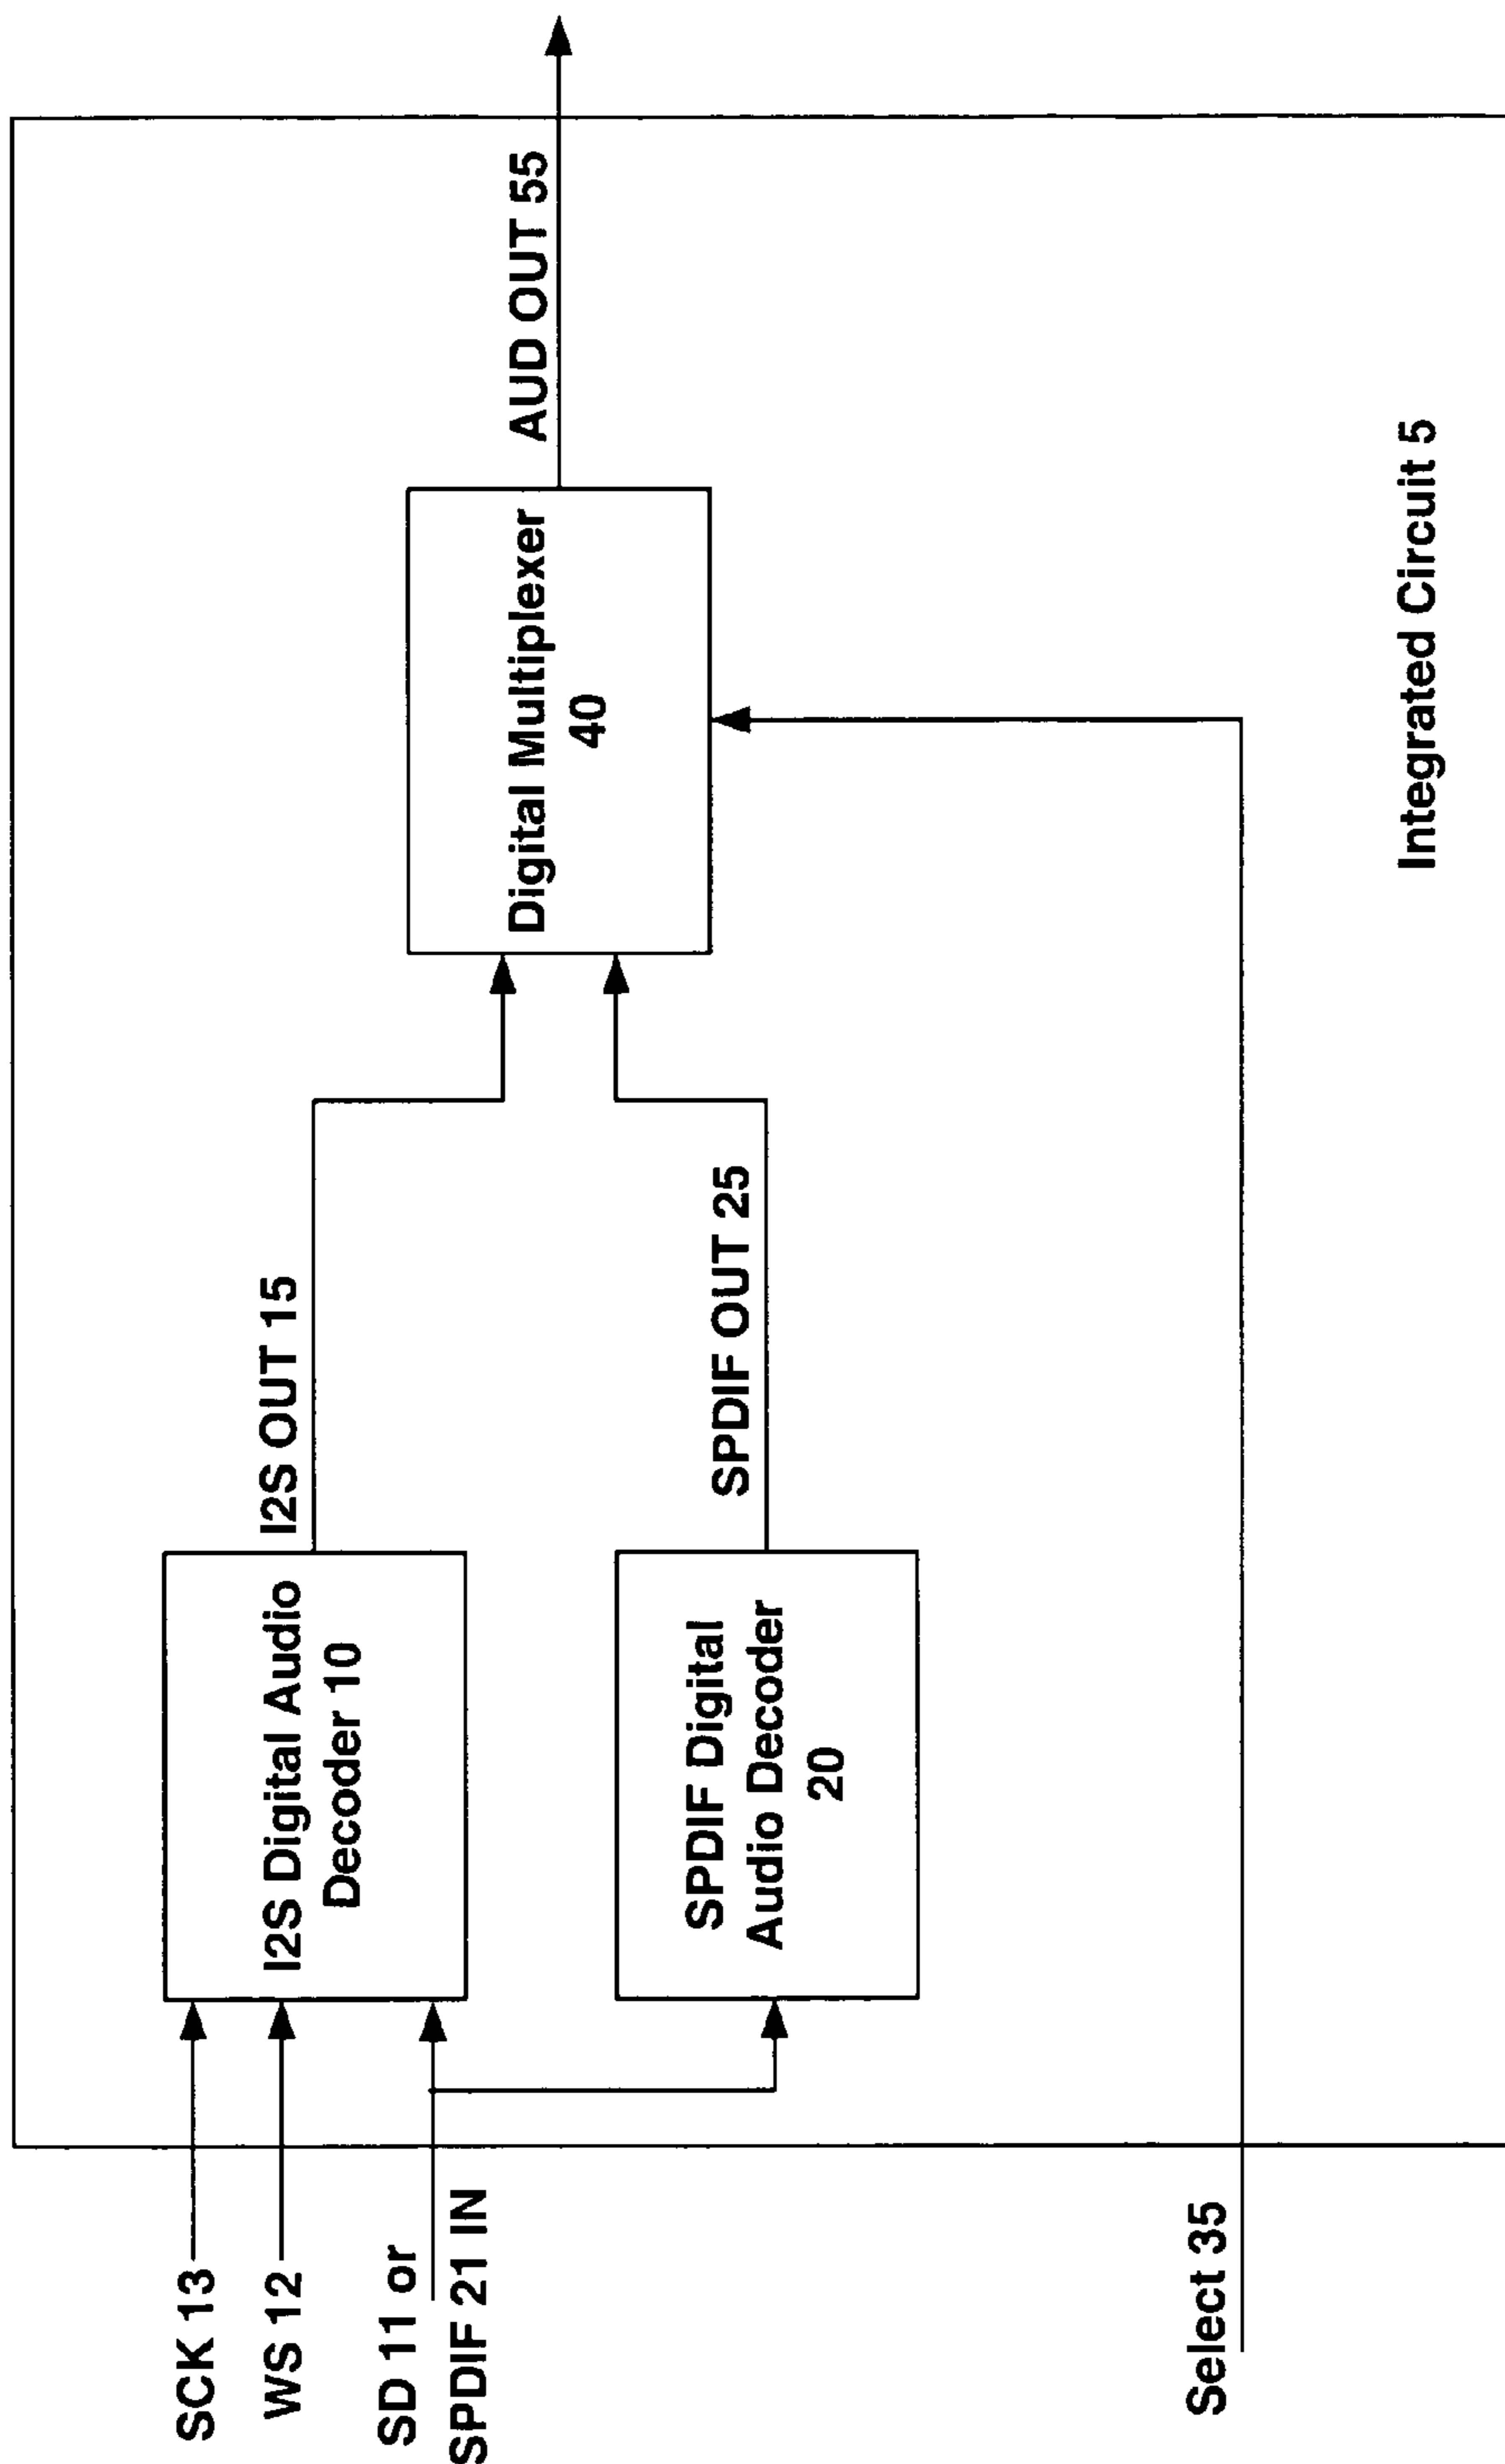 SCK 13
WS 12
SD 11 or
SPDIF 21 IN
I2S Digital Audio
Decoder 10
I2S OUT 15
SPDIF Digital
Audio Decoder
20
SPDIF OUT 25
Digital Multiplexer
40
AUD OUT 55
Select 35
Integrated Circuit 5